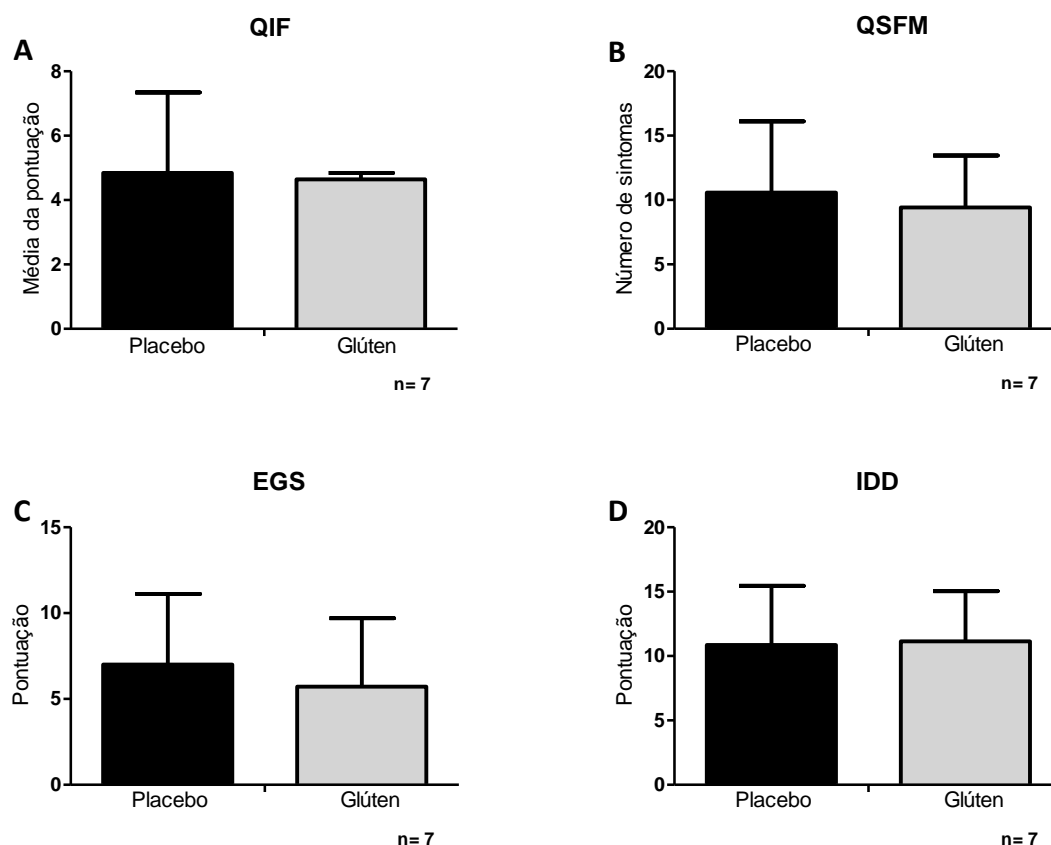 QIF
A
8
6
4
2
0
Média da pontuação
Placebo
Glúten
n= 7
QSFM
B
20
15
10
5
0
Número de sintomas
Placebo
Glúten
n= 7
EGS
C
15
10
5
0
Pontuação
Placebo
Glúten
n= 7
IDD
D
20
15
10
5
0
Pontuação
Placebo
Glúten
n= 7